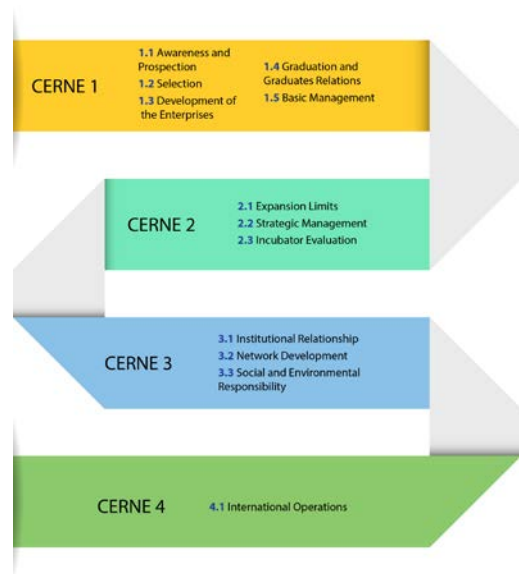 CERNE 1
1.1 Awareness and
Prospection
1.2 Selection
1.3 Development of
the Enterprises
1.4 Graduation and
Graduates Relations
1.5 Basic Management
CERNE 2
2.1 Expansion Limits
2.2 Strategic Management
2.3 Incubator Evaluation
CERNE 3
3.1 Institutional Relationship
3.2 Network Development
3.3 Social and Environmental
Responsibility
CERNE 4
4.1 International Operations